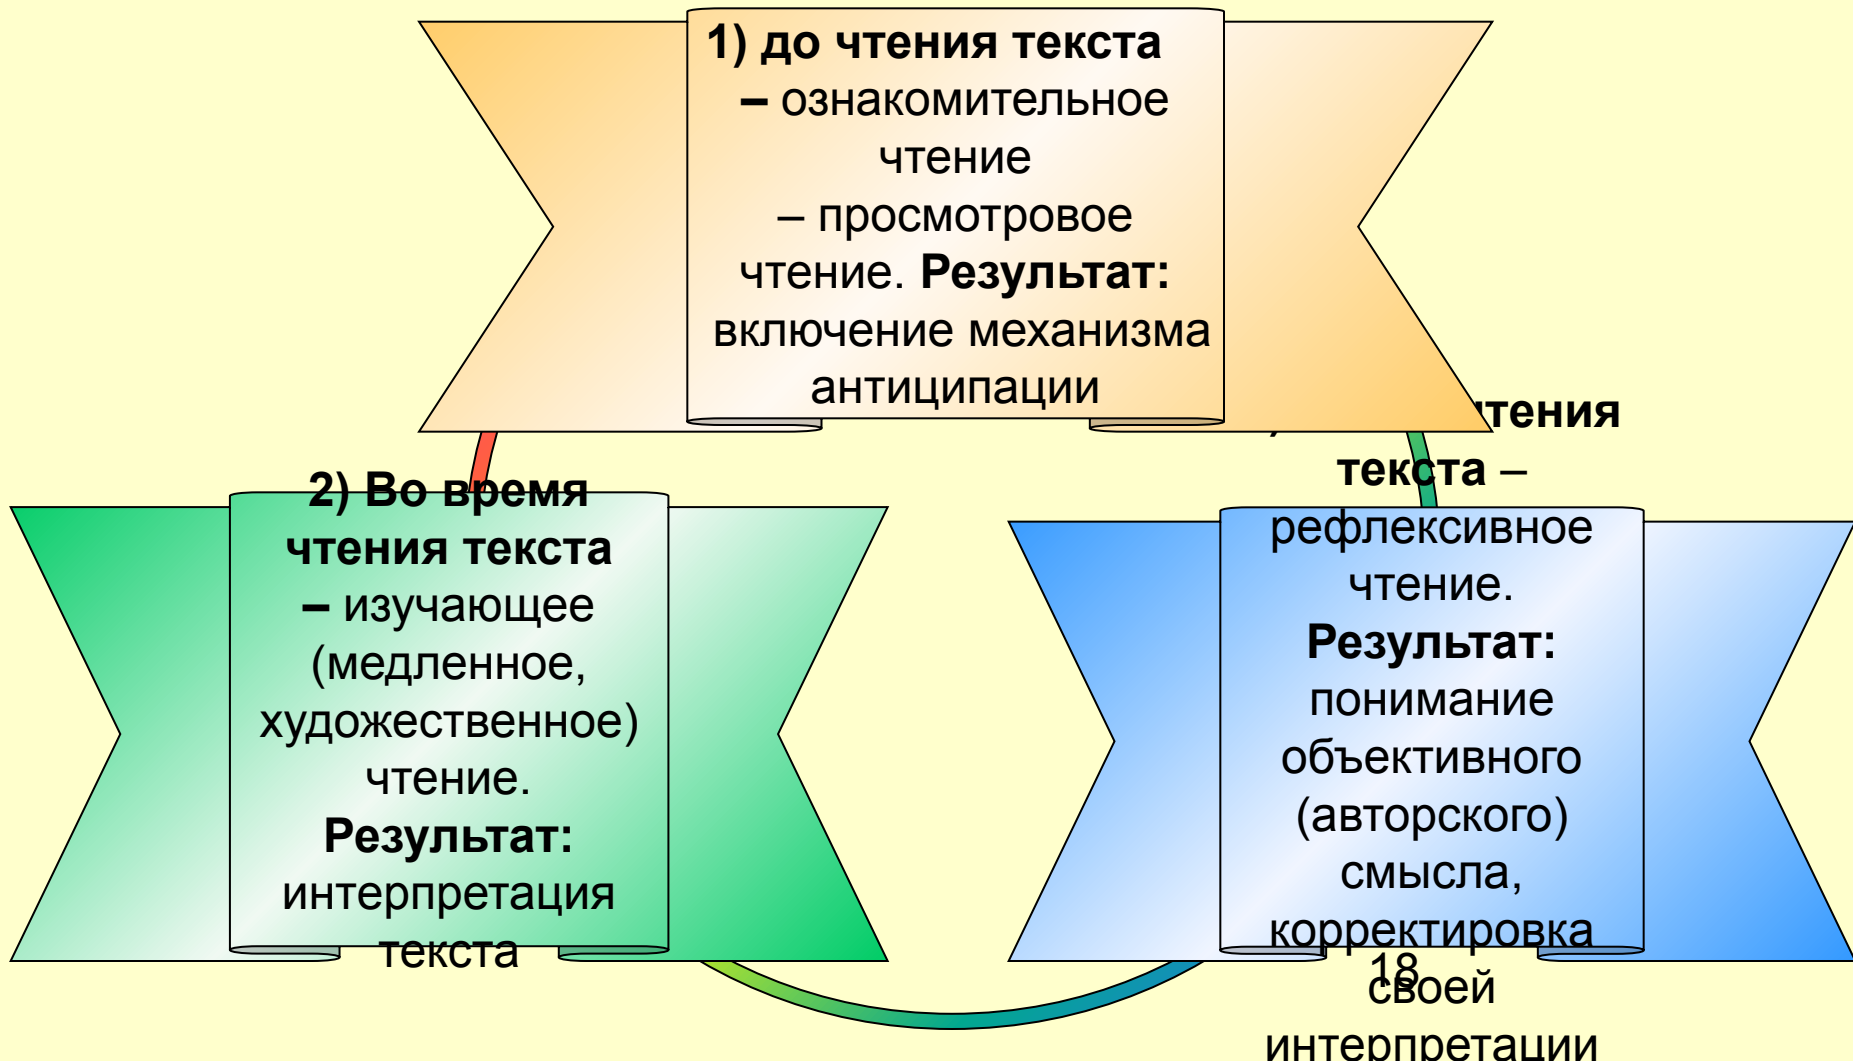 1) до чтения текста
– ознакомительное
чтение
– просмотровое
чтение. Результат:
включение механизма
антиципации
2) Во время
чтения текста
– изучающее
(медленное,
художественное)
чтение.
Результат:
интерпретация
текста
чтения
текста –
рефлексивное
чтение.
Результат:
понимание
объективного
(авторского)
смысла,
корректировка
своей
интерпретации
18